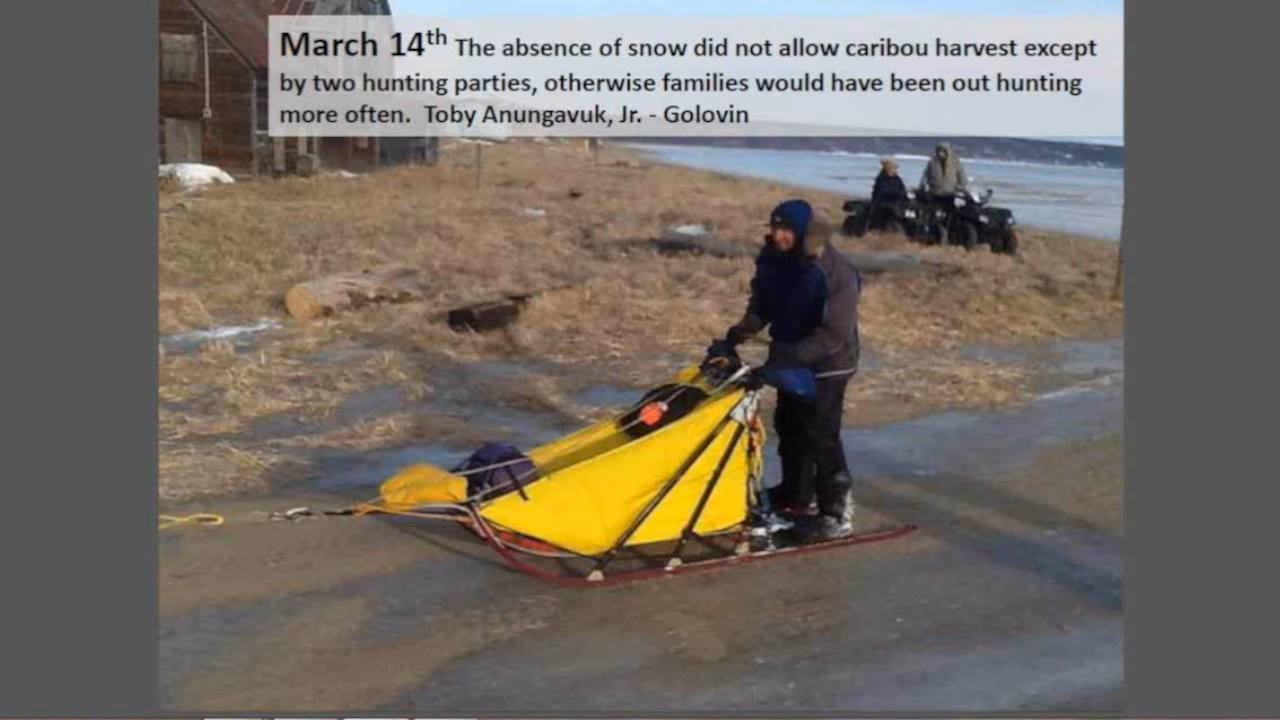 March 14th The absence of snow did not allow caribou harvest except
by two hunting parties, otherwise families would have been out hunting
more often. Toby Anungavuk, Jr. - Golovin